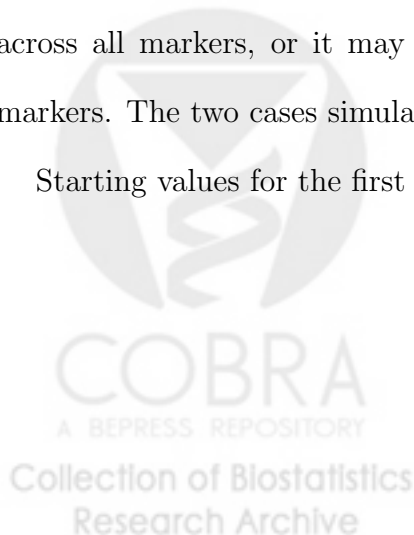 across all markers, or it may
markers. The two cases simula
Starting values for the first
COBRA
A BEPRESS REPOSITORY
Collection of Biostatistics
Research Archive